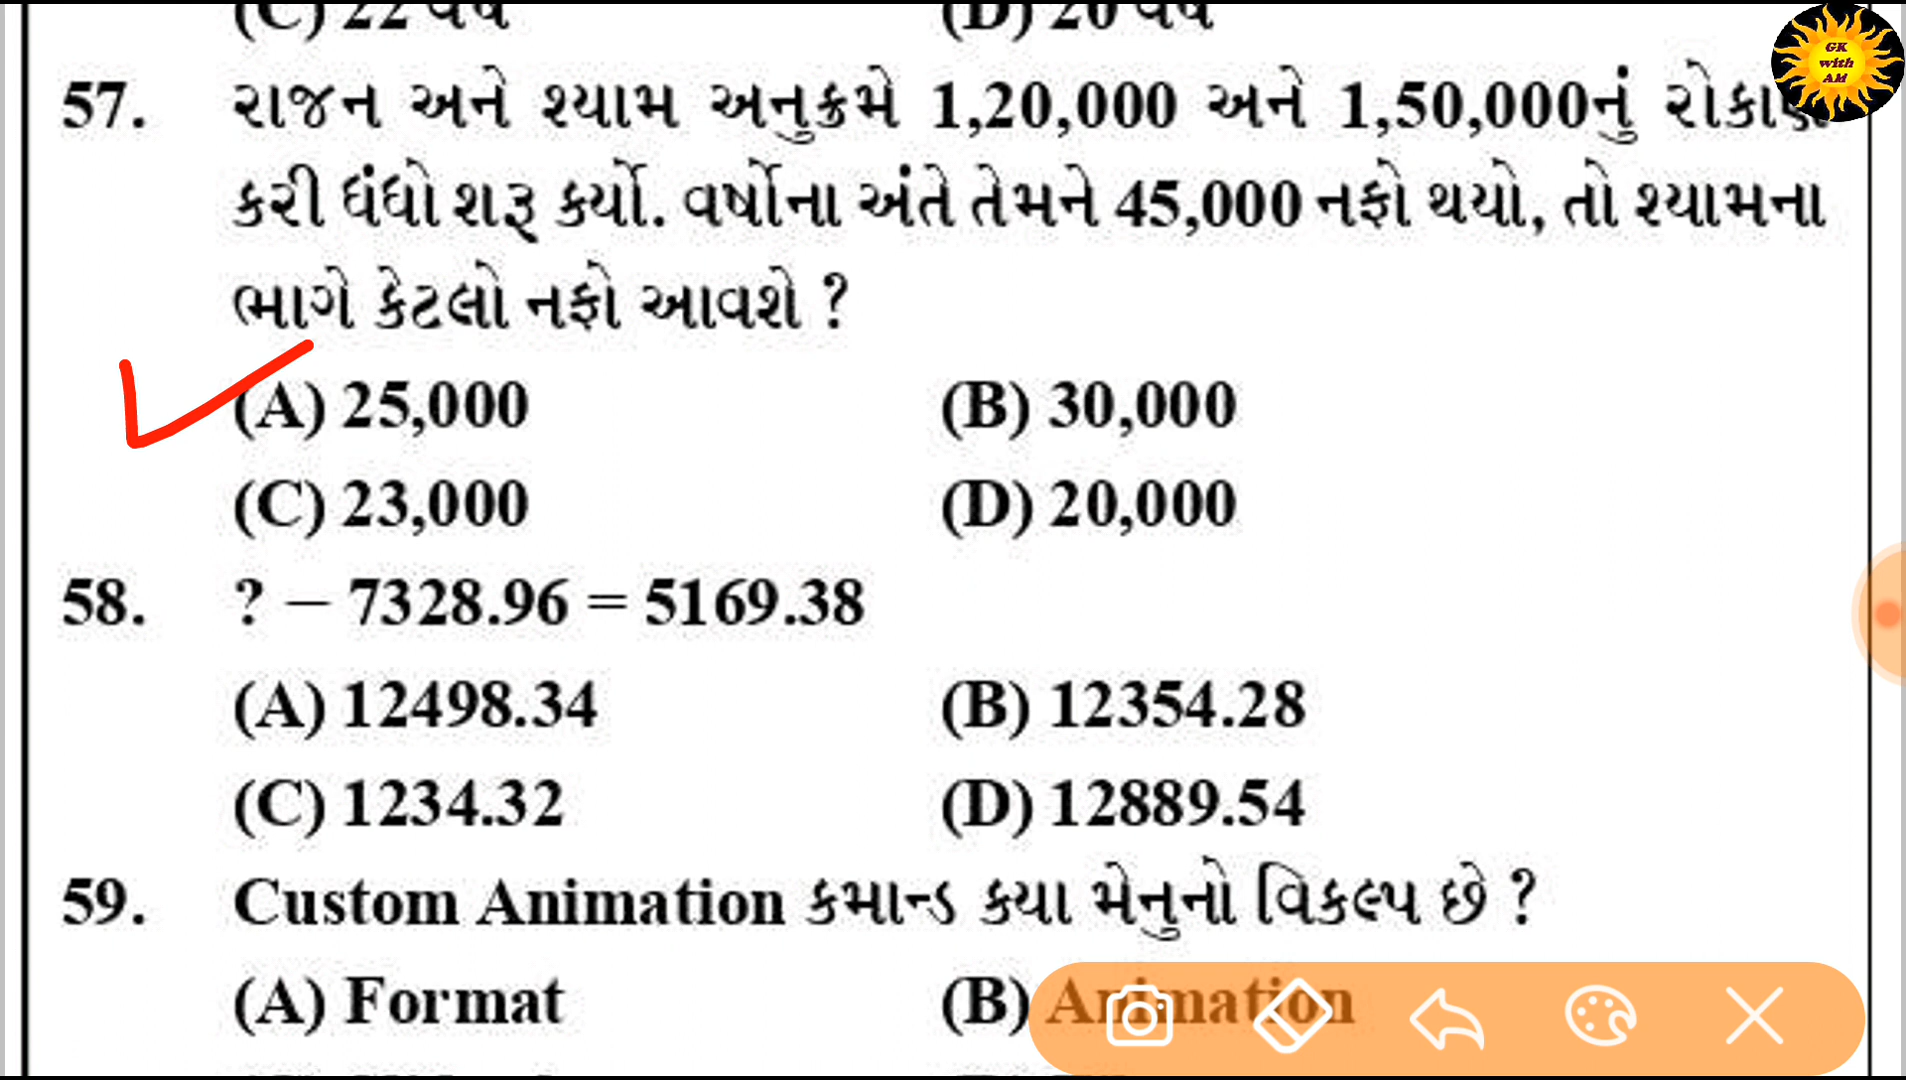 57. રાજન અને શ્યામ અનુક્રમે 1,20,000 અને 1,50,000નું રોકાણ
કરી ધંધો શરૂ કર્યો. વર્ષોના અંતે તેમને 45,000 નફો થયો, તો શ્યામના
ભાગે કેટલો નફો આવશે ?
(A) 25,000 (B) 30,000
(C) 23,000 (D) 20,000
58. ? – 7328.96 = 5169.38
(A) 12498.34 (B) 12354.28
(C) 1234.32 (D) 12889.54
59. Custom Animation કમાન્ડ કયા મેનુનો વિકલ્પ છે ?
(A) Format (B) Animation
GK
with
AM